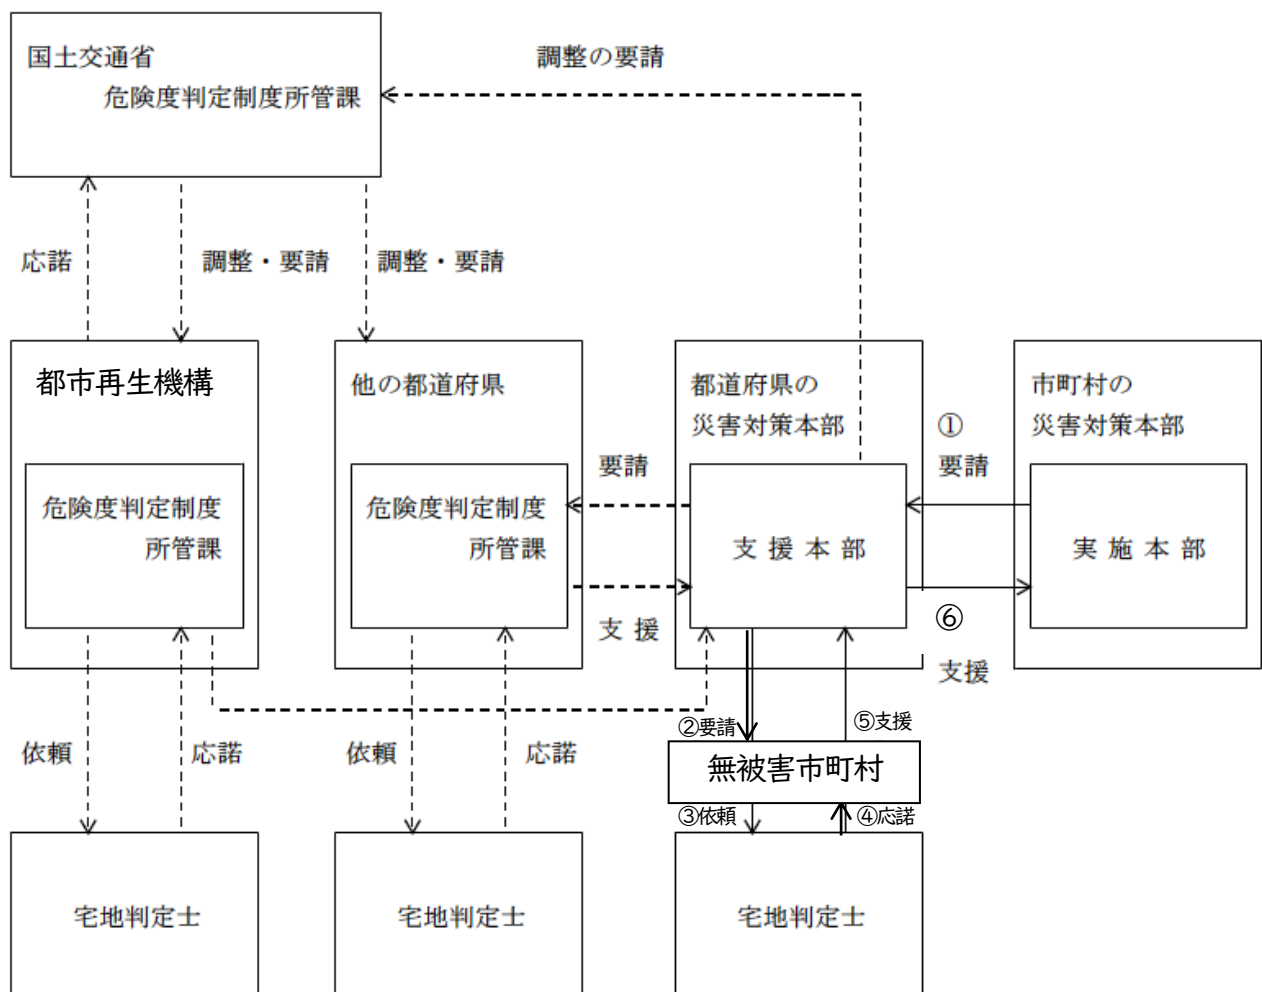 国土交通省
危険度判定制度所管課
調整の要請
応諾
調整・要請
調整・要請
都市再生機構
危険度判定制度
所管課
他の都道府県
危険度判定制度
所管課
要請
支 援
都道府県の
災害対策本部
支 援 本 部
①
要請
⑥
支援
市町村の
災害対策本部
実 施 本 部
②要請
⑤支援
無被害市町村
③依頼
④応諾
依頼
応諾
依頼
応諾
宅地判定士
宅地判定士
宅地判定士